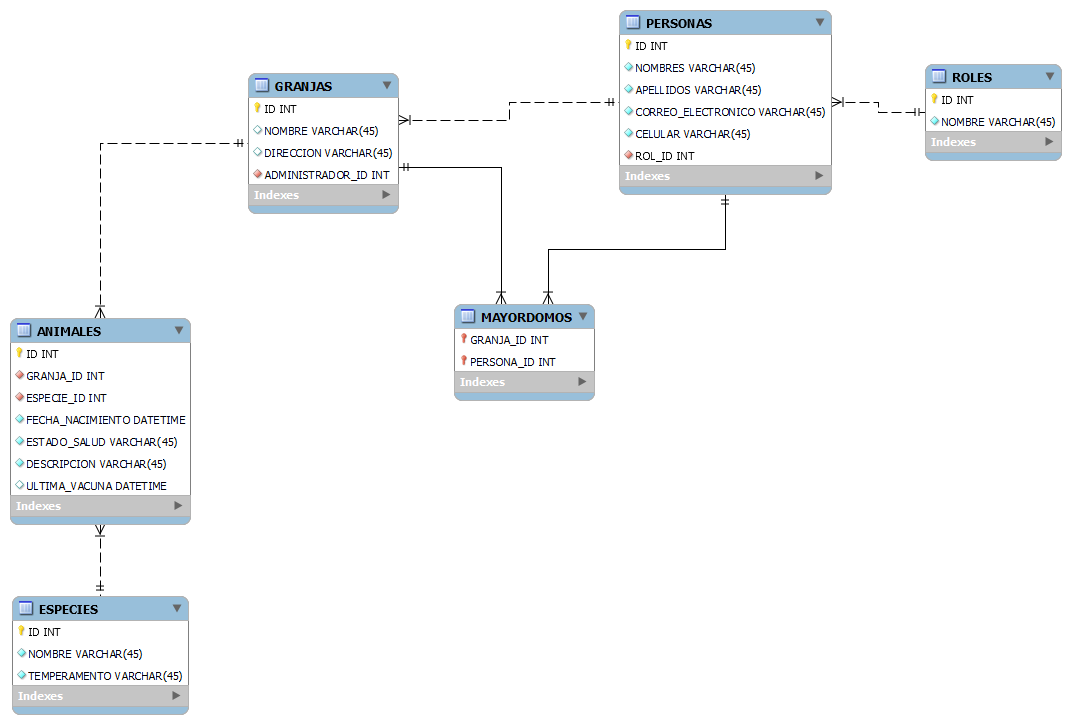 PERSONAS
ID INT
NOMBRES VARCHAR(45)
APELLIDOS VARCHAR(45)
CORREO_ELECTRONICO VARCHAR(45)
CELULAR VARCHAR(45)
ROL_ID INT
Indexes
ROLES
ID INT
NOMBRE VARCHAR(45)
Indexes
GRANJAS
ID INT
NOMBRE VARCHAR(45)
DIRECCION VARCHAR(45)
ADMINISTRADOR_ID INT
Indexes
MAYORDOMOS
GRANJA_ID INT
PERSONA_ID INT
Indexes
ANIMALES
ID INT
GRANJA_ID INT
ESPECIE_ID INT
FECHA_NACIMIENTO DATETIME
ESTADO_SALUD VARCHAR(45)
DESCRIPCION VARCHAR(45)
ULTIMA_VACUNA DATETIME
Indexes
ESPECIES
ID INT
NOMBRE VARCHAR(45)
TEMPERAMENTO VARCHAR(45)
Indexes